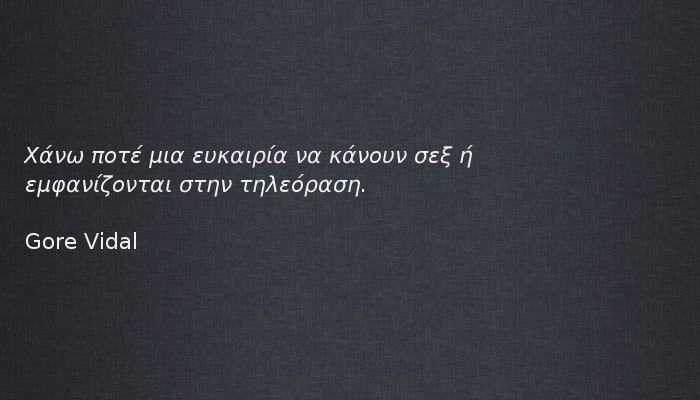 Χάνω ποτέ μια ευκαιρία να κάνουν σεξ ή
εμφανίζονται στην τηλεόραση.
Gore Vidal